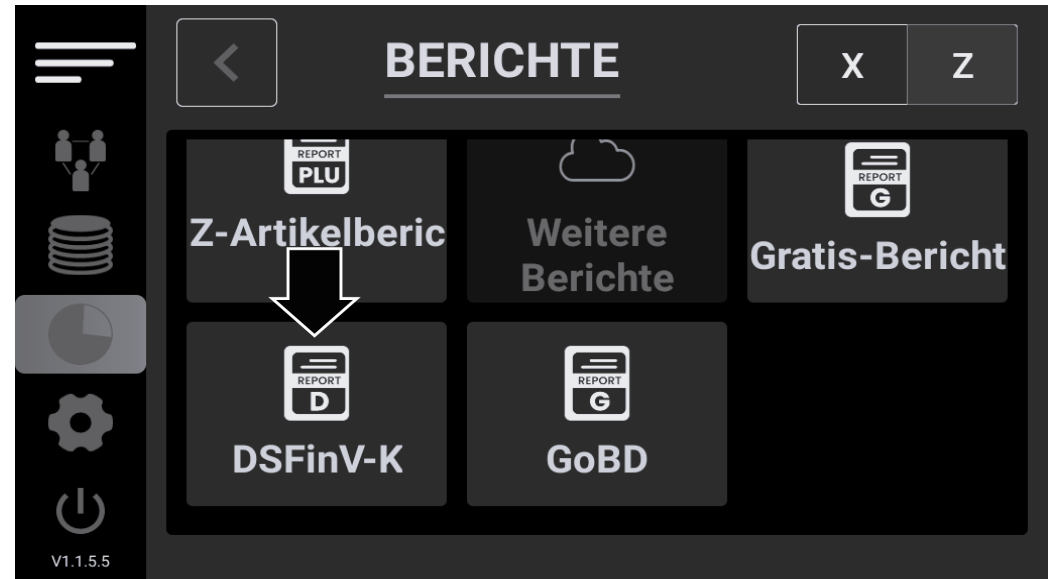 BERICHTE
X
Z
REPORT
PLU
Z-Artikelberic
Weitere
Berichte
REPORT
G
Gratis-Bericht
REPORT
D
DSFinV-K
REPORT
G
GoBD
V1.1.5.5